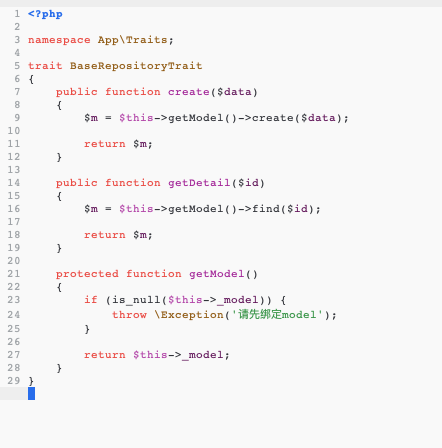 1 <?php
2
3 namespace App\Traits;
4
5 trait BaseRepositoryTrait
6 {
7     public function create($data)
8     {
9         $m = $this->getModel()->create($data);
10
11         return $m;
12     }
13
14     public function getDetail($id)
15     {
16         $m = $this->getModel()->find($id);
17
18         return $m;
19     }
20
21     protected function getModel()
22     {
23         if (is_null($this->_model)) {
24             throw \Exception('请先绑定model');
25         }
26
27         return $this->_model;
28     }
29 }